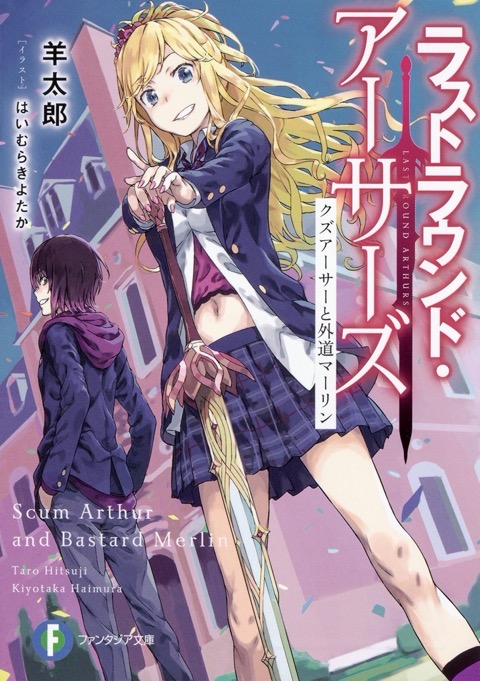 ラストラウンド・
アーサーズ
LAST ROUND ARTHURS
クズアーサーと外道マーリン
羊太郎
[イラスト]
はいむらきよたか
Scum Arthur
and Bastard Merlin
Taro Hitsuji
Kiyotaka Haimura
F
ファンタジア文庫